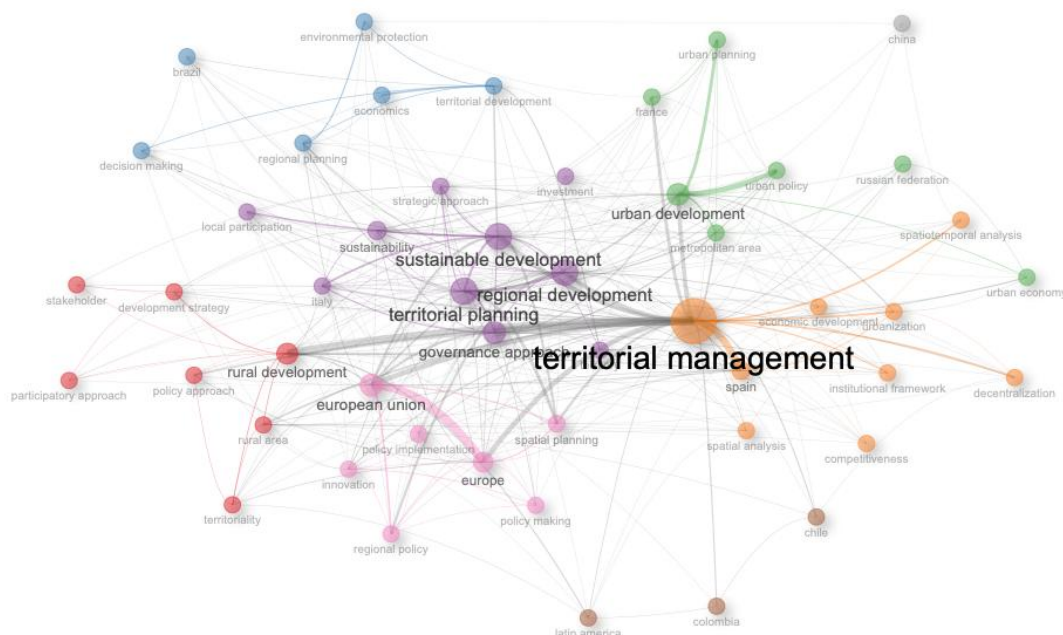 environmental protection
urban planning
china
brazil
territorial development
economics
france
decision making
regional planning
urban policy
russian federation
strategic approach
investment
urban development
local participation
sustainability
metropolitan area
spatiotemporal analysis
sustainable development
stakeholder
development strategy
italy
regional development
urban economy
territorial planning
economic development
urbanization
governance approach
territorial management
rural development
participatory approach
policy approach
european union
spain
institutional framework
decentralization
rural area
policy implementation
spatial planning
spatial analysis
competitiveness
innovation
europe
territoriality
policy making
regional policy
chile
colombia
latin america